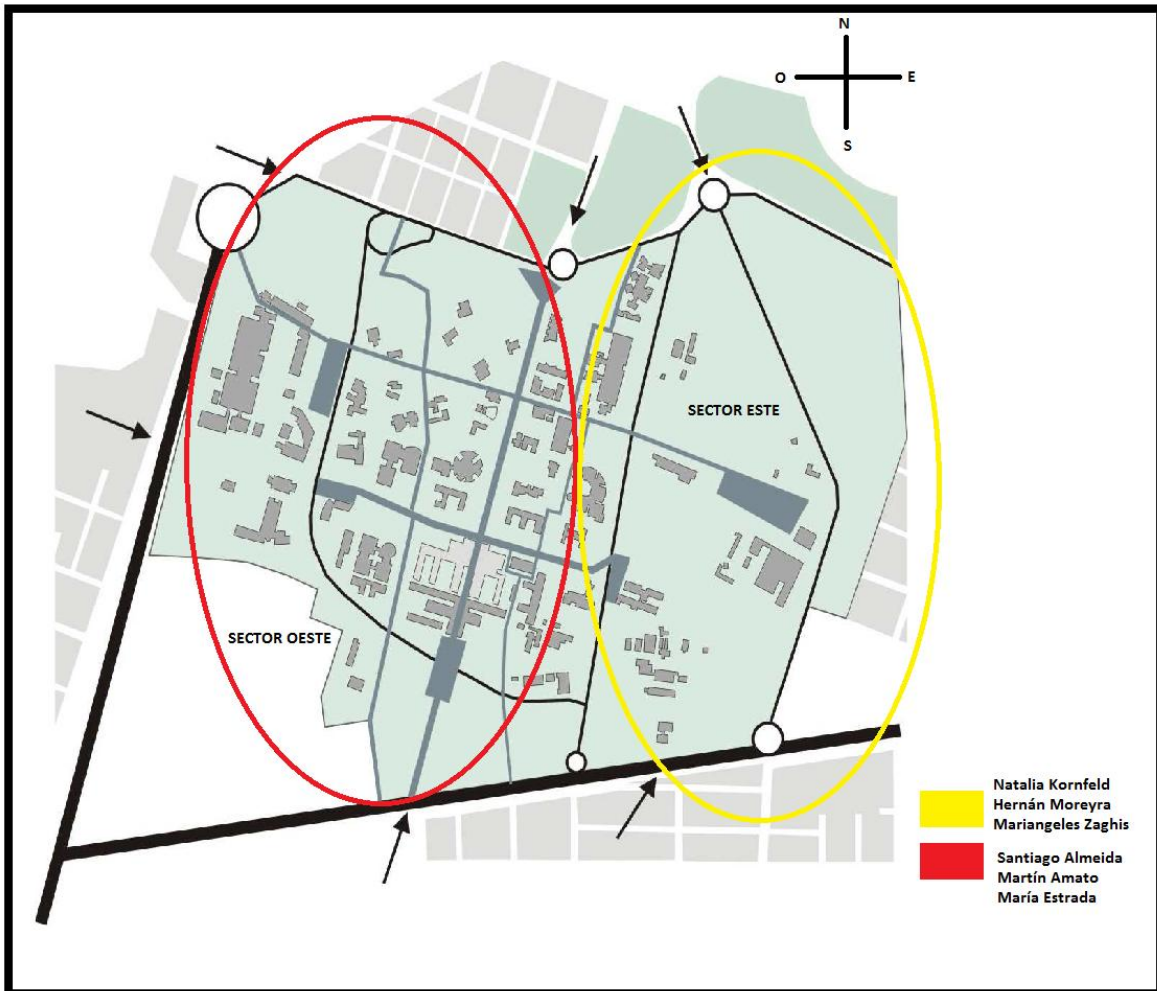 N
O
E
S
SECTOR ESTE
SECTOR OESTE
Natalia Kornfeld
Hernán Moreyra
Mariangeles Zaghis
Santiago Almeida
Martín Amato
María Estrada